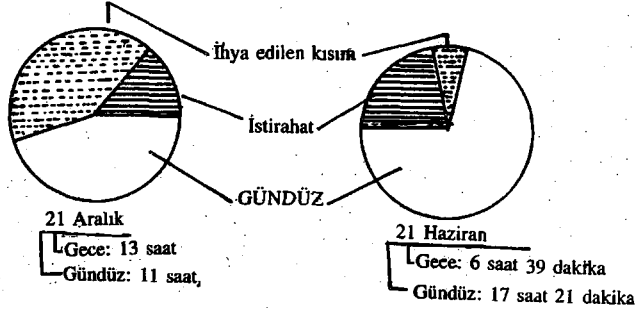 İhya edilen kısım
İstirahat
GÜNDÜZ
21 Aralık
Gece: 13 saat
Gündüz: 11 saat,
21 Haziran
Gece: 6 saat 39 dakika
Gündüz: 17 saat 21 dakika